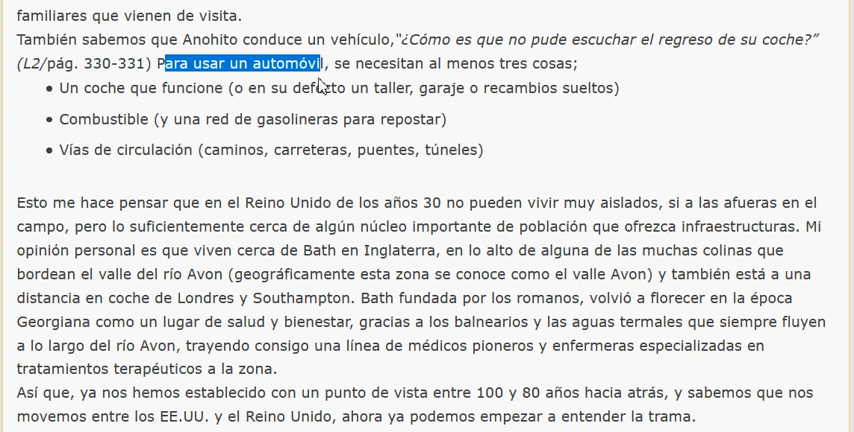 familiares que vienen de visita.
También sabemos que Anohito conduce un vehículo,“¿Cómo es que no pude escuchar el regreso de su coche?”
(L2/pág. 330-331) Para usar un automóvil, se necesitan al menos tres cosas;
● Un coche que funcione (o en su defecto un taller, garaje o recambios sueltos)
● Combustible (y una red de gasolineras para repostar)
● Vías de circulación (caminos, carreteras, puentes, túneles)
Esto me hace pensar que en el Reino Unido de los años 30 no pueden vivir muy aislados, si a las afueras en el
campo, pero lo suficientemente cerca de algún núcleo importante de población que ofrezca infraestructuras. Mi
opinión personal es que viven cerca de Bath en Inglaterra, en lo alto de alguna de las muchas colinas que
bordean el valle del río Avon (geográficamente esta zona se conoce como el valle Avon) y también está a una
distancia en coche de Londres y Southampton. Bath fundada por los romanos, volvió a florecer en la época
Georgiana como un lugar de salud y bienestar, gracias a los balnearios y las aguas termales que siempre fluyen
a lo largo del río Avon, trayendo consigo una línea de médicos pioneros y enfermeras especializadas en
tratamientos terapéuticos a la zona.
Así que, ya nos hemos establecido con un punto de vista entre 100 y 80 años hacia atrás, y sabemos que nos
movemos entre los EE.UU. y el Reino Unido, ahora ya podemos empezar a entender la trama.